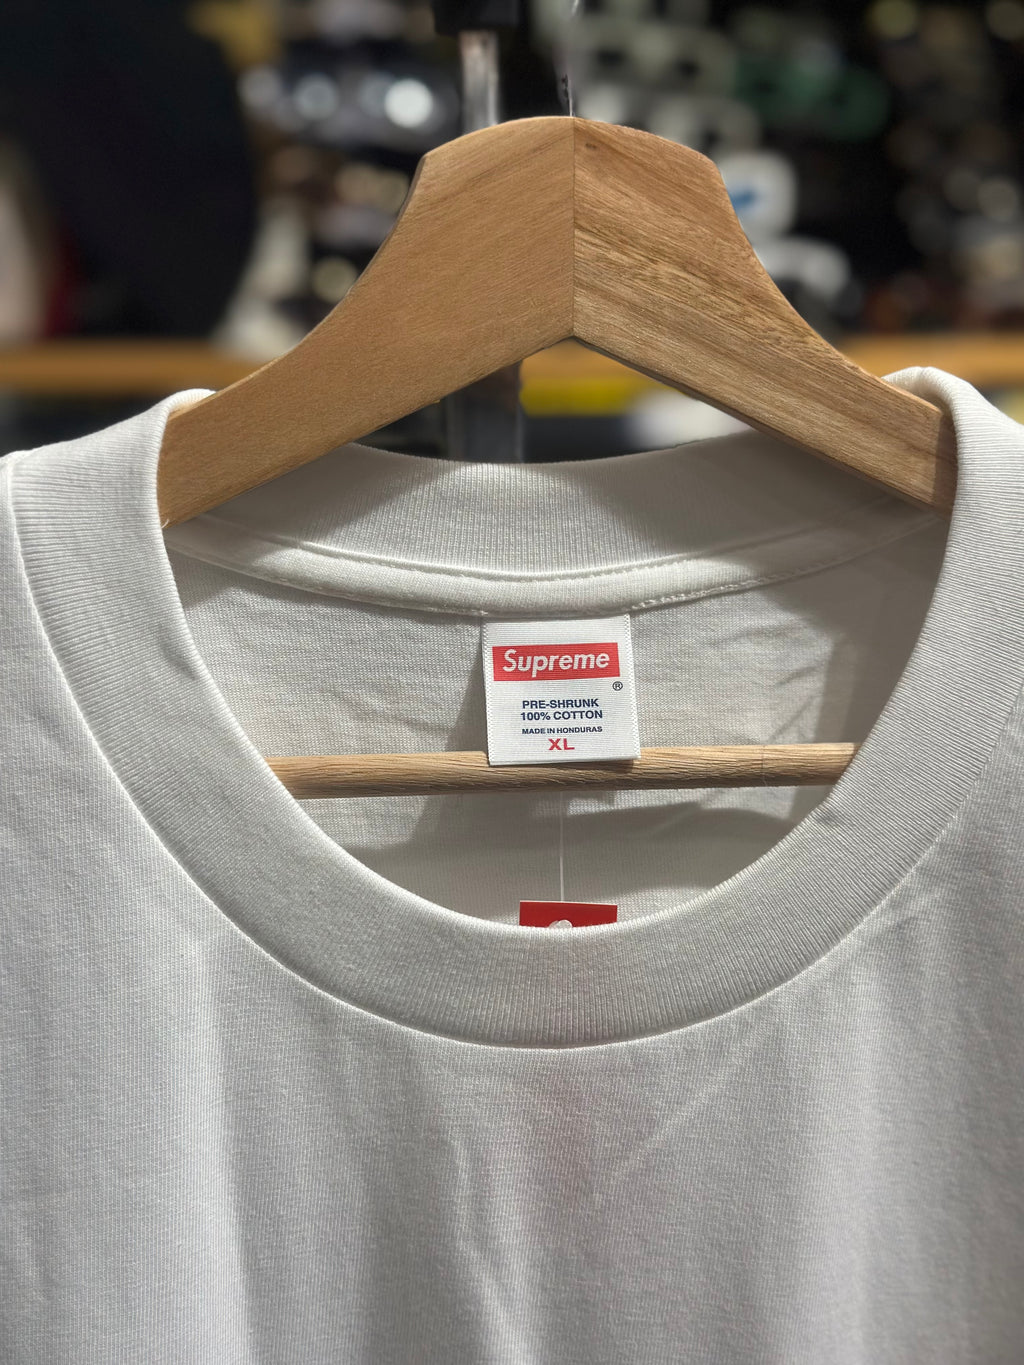 Supreme
®
PRE-SHRUNK
100% COTTON
MADE IN HONDURAS
XL